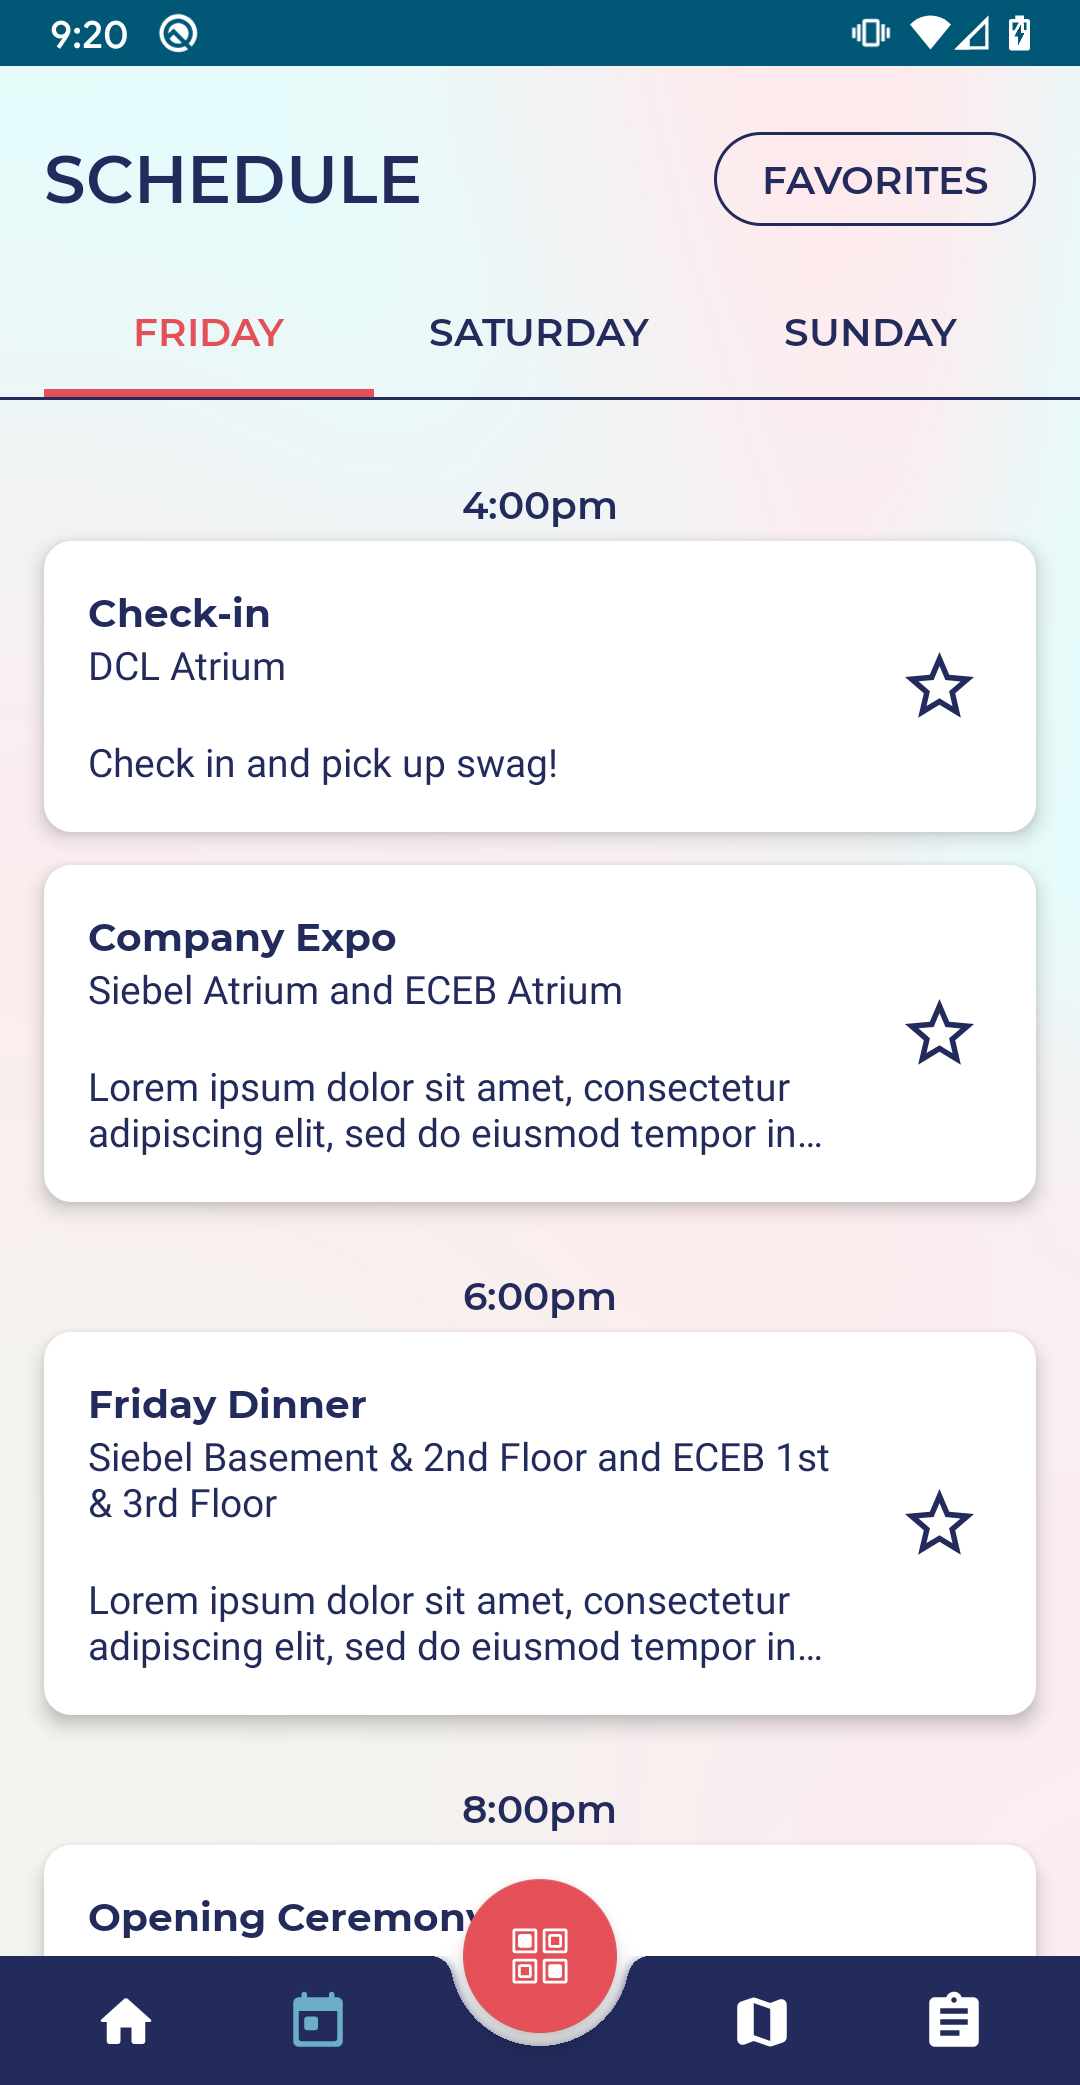 9:20
SCHEDULE
FAVORITES
FRIDAY
SATURDAY
SUNDAY
4:00pm
Check-in
DCL Atrium
Check in and pick up swag!
Company Expo
Siebel Atrium and ECEB Atrium
Lorem ipsum dolor sit amet, consectetur
adipiscing elit, sed do eiusmod tempor in…
6:00pm
Friday Dinner
Siebel Basement & 2nd Floor and ECEB 1st
& 3rd Floor
Lorem ipsum dolor sit amet, consectetur
adipiscing elit, sed do eiusmod tempor in…
8:00pm
Opening Ceremony